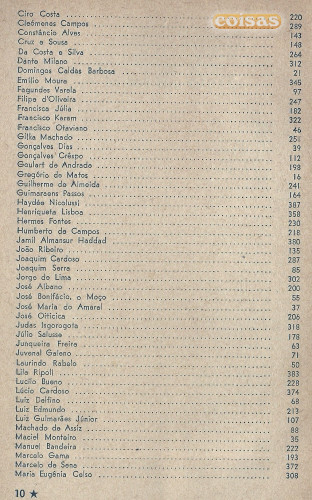 coisas
Ciro Costa 220
Cleómenes Campos 289
Constâncio Alves 143
Cruz e Sousa 148
Da Costa e Silva 264
Dante Milano 312
Domingos Caldas Barbosa 21
Emílio Moura 345
Fagundes Varela 97
Filipe d'Oliveira 247
Francisca Júlia 182
Francisco Karam 322
Francisco Otaviano 46
Gilka Machado 251
Gonçalves Dias 39
Gonçalves Crêspo 112
Goulart de Andrade 198
Gregório de Matos 16
Guilherme de Almeida 241
Guimaraens Passos 164
Haydée Nicolussi 387
Henriqueta Lisboa 358
Hermes Fontes 230
Humberto de Campos 218
Jamil Almansur Haddad 380
João Ribeiro 135
Joaquim Cardoso 287
Joaquim Serra 85
Jorge de Lima 302
José Albano 200
José Bonifácio, o Moço 55
José Maria do Amaral 37
José Oiticica 206
Judas Isgorogota 318
Júlio Salusse 178
Junqueira Freire 63
Juvenal Galeno 71
Laurindo Rabelo 50
Lila Ripoll 383
Lucilo Bueno 228
Lúcio Cardoso 374
Luiz Delfino 68
Luiz Edmundo 213
Luiz Guimarães Júnior 107
Machado de Assiz 88
Maciel Monteiro 35
Manuel Bandeira 222
Marcelo Gama 193
Marcelo de Sena 372
Maria Eugênia Celso 308
10 ★